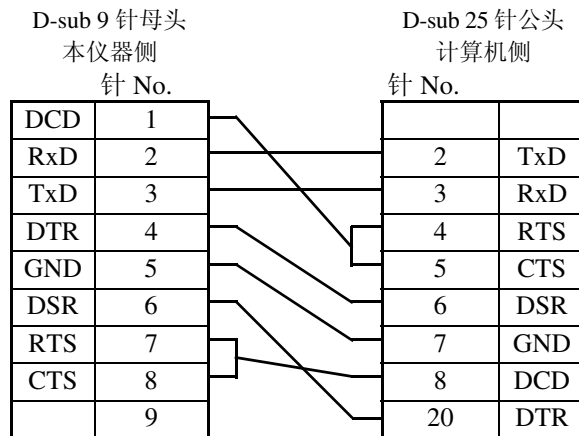 D-sub 9 针母头 D-sub 25 针公头
本仪器侧 计算机侧
针 No. 针 No.
DCD 1
RxD 2 2 TxD
TxD 3 3 RxD
DTR 4 4 RTS
GND 5 5 CTS
DSR 6 6 DSR
RTS 7 7 GND
CTS 8 8 DCD
9 20 DTR